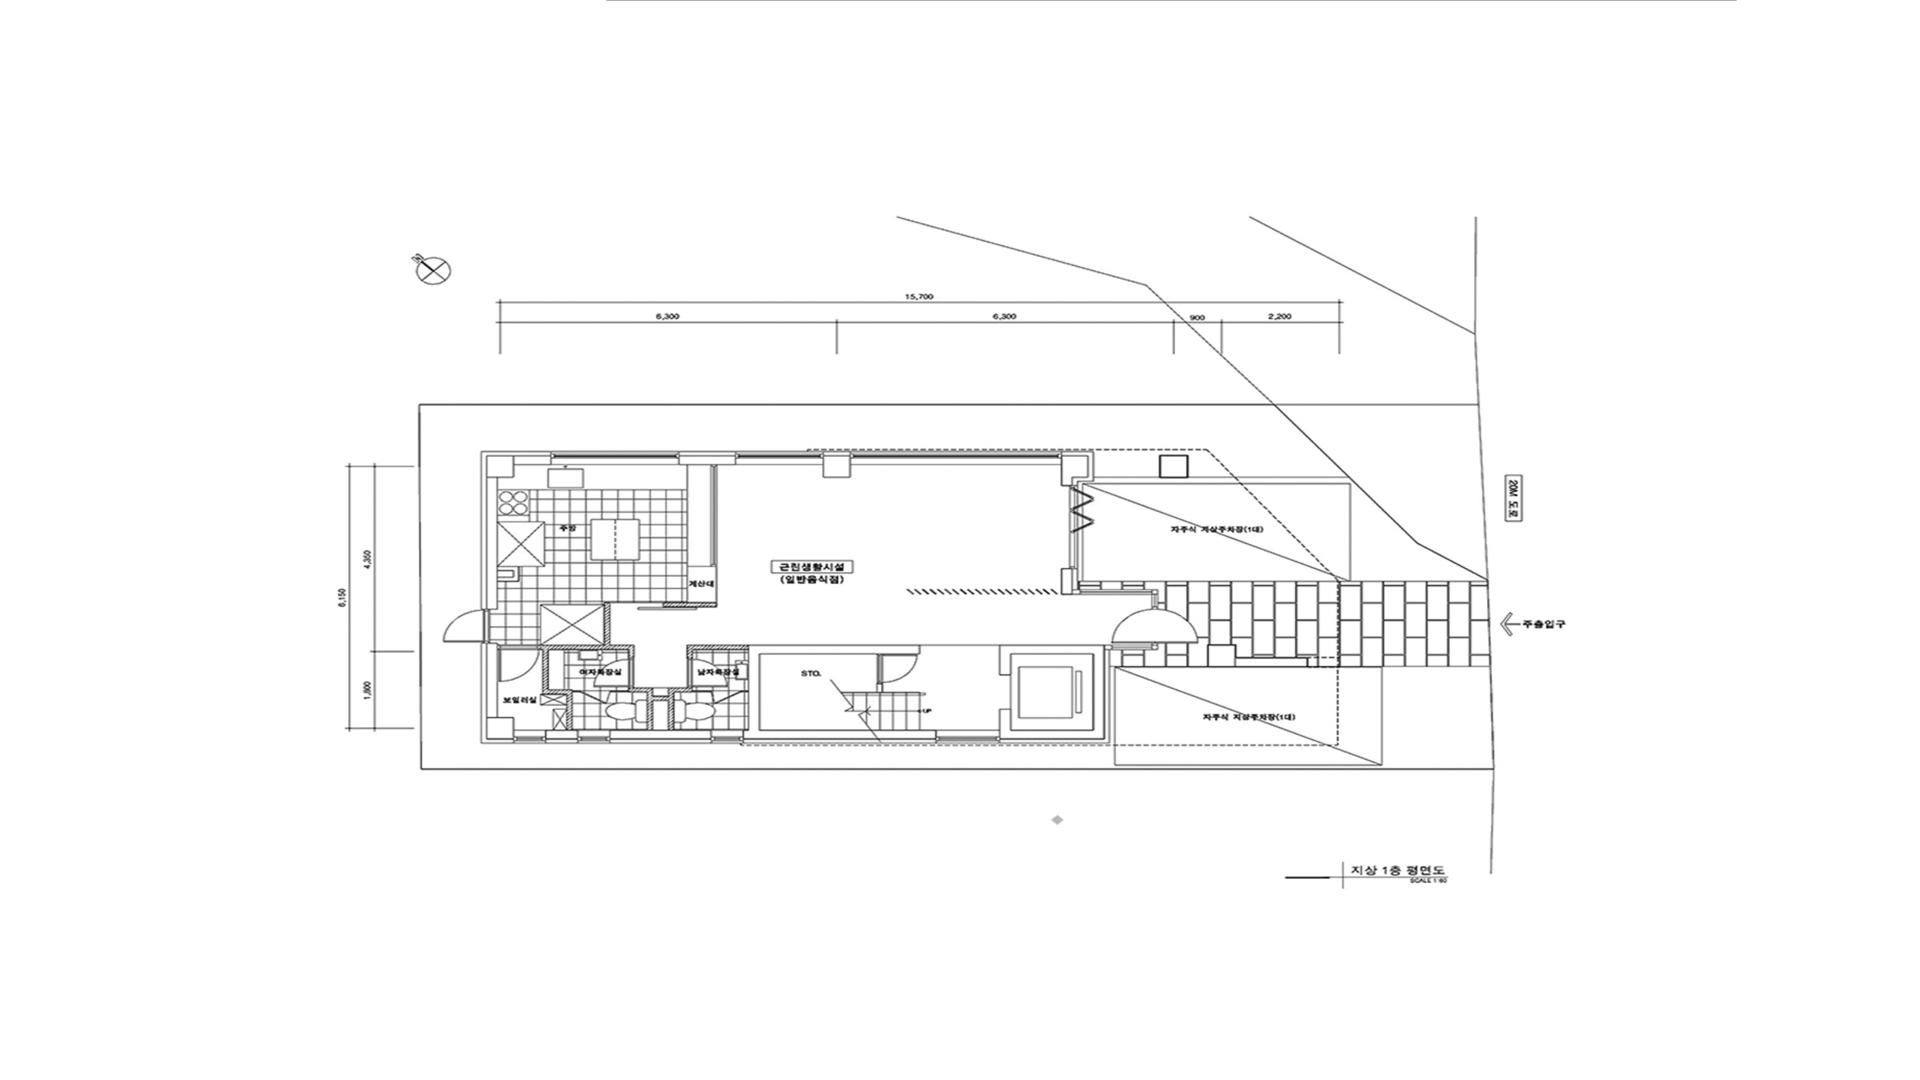 15,700
6,300
6,300
900
2,200
20M 도로
주방
자주식 지상주차장(1대)
4,350
6,150
근린생활시설
(일반음식점)
계산대
주출입구
여자화장실
남자화장실
STO.
1,800
보일러실
UP
자주식 지상주차장(1대)
지상 1층 평면도
SCALE 1:60